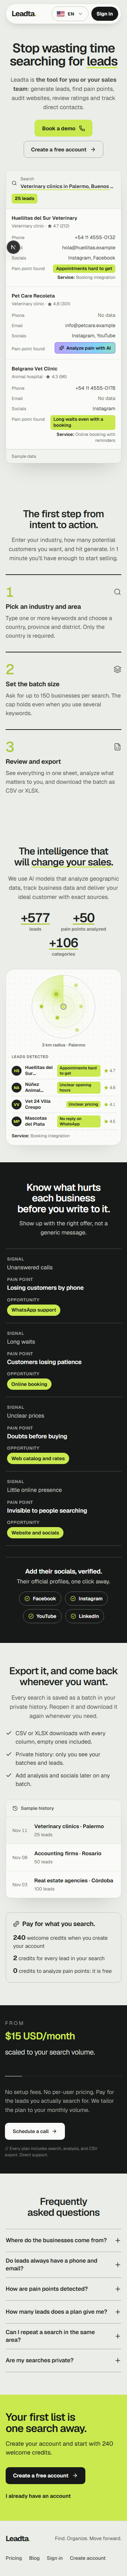 Leadta.
EN
Sign in
Stop wasting time
searching for leads
Leadta is the tool for you or your sales
team: generate leads, find pain points,
audit websites, review ratings and track
direct contacts.
Book a demo
Create a free account
Search
Veterinary clinics in Palermo, Buenos ...
25 leads
Huellitas del Sur Veterinary
Veterinary clinic · 4.7 (212)
Phone +54 11 4555-0132
hola@huellitas.example
N
Socials Instagram, Facebook
Pain point found Appointments hard to get
Service: Booking integration
Pet Care Recoleta
Veterinary clinic · 4.8 (301)
Phone No data
Email info@petcare.example
Socials Instagram, YouTube
Pain point found Analyze pain with AI
Belgrano Vet Clinic
Animal hospital · 4.3 (96)
Phone +54 11 4555-0178
Email No data
Socials Instagram
Pain point found Long waits even with a
booking
Service: Online booking with
reminders
Sample data
The first step from
intent to action.
Enter your industry, how many
customers you want, and hit generate. In 1
minute you'll have enough to start selling.
1
Pick an industry and area
Type one or more keywords and choose a
country, state and district. Only the
country is required.
2
Set the batch size
Ask for up to 150 businesses per search. The
cap holds even when you use several
keywords.
3
Review and export
See everything in one sheet, analyze what
matters to you, and download the batch as
CSV or XLSX.
The intelligence that
will change your sales.
We use AI models that analyze geographic
data, validate contacts, and deliver your
ideal customer with exact sources.
+577
leads
+50
pain points analyzed
+106
categories
3 km radius · Palermo
LEADS DETECTED
Huellitas del
Sur...
Appointments hard
to get
4.7
Núñez
Animal...
Unclear opening
hours
Vet 24 Villa
Crespo
Unclear pricing
4.1
Mascotas
del Plata
No reply on
WhatsApp
Service: Booking integration
Know what hurts
each business
before you write to it.
Show up with the right offer, not a
generic message.
SIGNAL
Unanswered calls
PAIN POINT
Losing customers by phone
OPPORTUNITY
WhatsApp support
SIGNAL
Long waits
PAIN POINT
Customers losing patience
OPPORTUNITY
Online booking
SIGNAL
Unclear prices
PAIN POINT
Doubts before buying
OPPORTUNITY
Web catalog and rates
SIGNAL
Little online presence
PAIN POINT
Invisible to people searching
OPPORTUNITY
Website and socials
Add their socials, verified.
Their official profiles, one click away.
Facebook
Instagram
YouTube
LinkedIn
Export it, and come back
whenever you want.
Every search is saved as a batch in your
private history. Reopen it and download it
again whenever you need.
CSV or XLSX downloads with every
column, empty ones included.
Private history: only you see your
batches and leads.
Add analysis and socials later on any
batch.
Sample history
Nov 11
Veterinary clinics · Palermo
25 leads
Nov 08
Accounting firms · Rosario
50 leads
Nov 03
Real estate agencies · Córdoba
100 leads
Pay for what you search.
240 welcome credits when you create
your account
2 credits for every lead in your search
0 credits to analyze pain points: it is free
FROM
$15 USD/month
scaled to your search volume.
No setup fees. No per-user pricing. Pay for
the leads you actually search for. We tailor
the plan to your monthly volume.
Schedule a call
// Every plan includes search, analysis, and CSV
export. Direct support.
Frequently
asked questions
Where do the businesses come from?
Do leads always have a phone and
email?
How are pain points detected?
How many leads does a plan give me?
Can I repeat a search in the same
area?
Are my searches private?
Your first list is
one search away.
Create your account and start with 240
welcome credits.
Create a free account
I already have an account
Leadta.
Find. Organize. Move forward.
Pricing Blog Sign in Create account